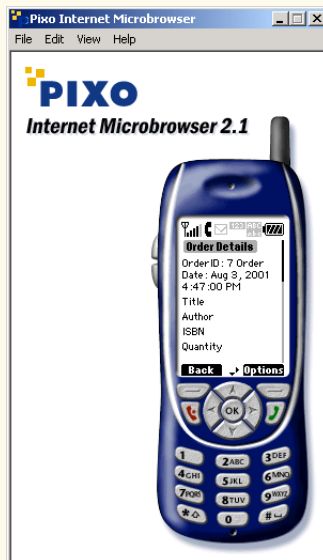 Pixo Internet Microbrowser
File Edit View Help
PIXO
Internet Microbrowser 2.1
123 ABC
Order Details
OrderID: 7 Order
Date: Aug 3, 2001
4:47:00 PM
Title
Author
ISBN
Quantity
Back Options
OK
1 2ABC 3DEF
4GHI 5JKL 6MNO
7PQRS 8TUV 9WXYZ
* 0 #